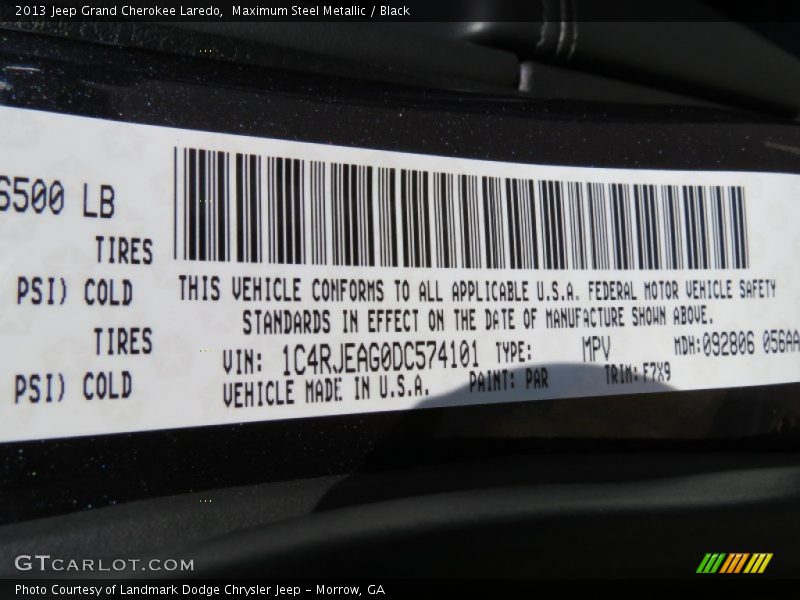 2013 Jeep Grand Cherokee Laredo, Maximum Steel Metallic / Black
6500 LB
TIRES
PSI) COLD
TIRES
PSI) COLD
THIS VEHICLE CONFORMS TO ALL APPLICABLE U.S.A. FEDERAL MOTOR VEHICLE SAFETY
STANDARDS IN EFFECT ON THE DATE OF MANUFACTURE SHOWN ABOVE.
VIN: 1C4RJEAG0DC574101 TYPE: MPV MDH:092806 056AA
VEHICLE MADE IN U.S.A. PAINT: PAR TRIM: F7X9
GTCARLOT.COM
Photo Courtesy of Landmark Dodge Chrysler Jeep - Morrow, GA